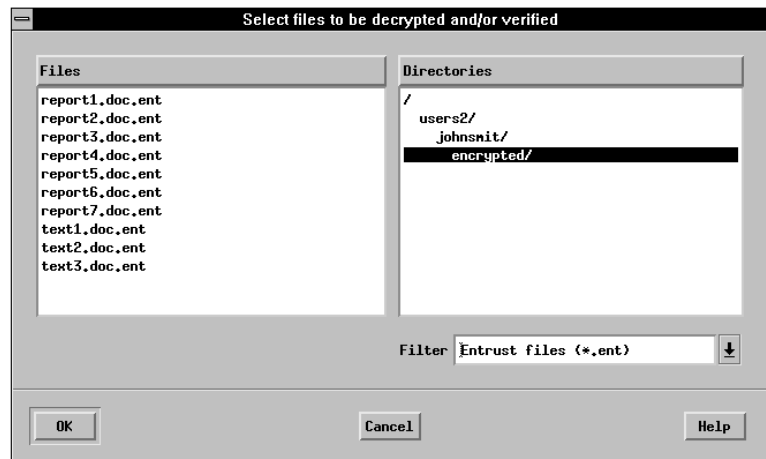 Select files to be decrypted and/or verified
Files
report1.doc.ent
report2.doc.ent
report3.doc.ent
report4.doc.ent
report5.doc.ent
report6.doc.ent
report7.doc.ent
text1.doc.ent
text2.doc.ent
text3.doc.ent
Directories
/
users2/
johnsmit/
encrypted/
Filter Entrust files (*.ent)
OK Cancel Help